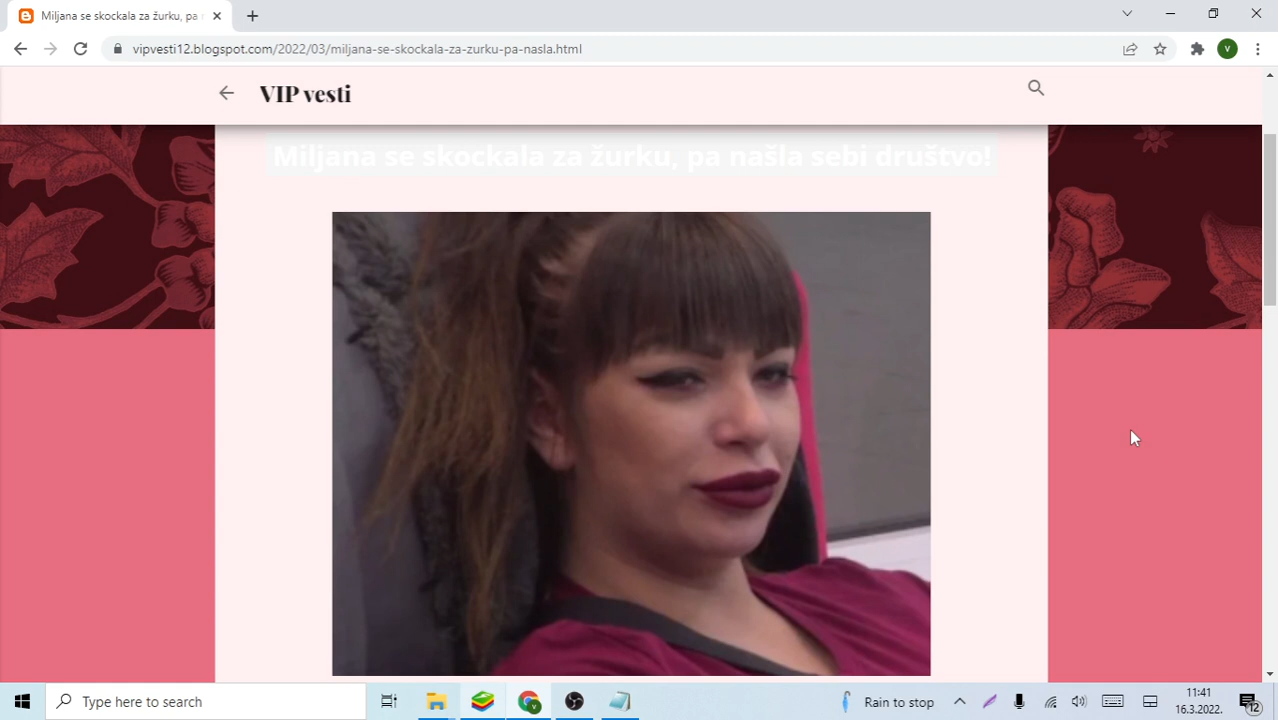 Miljana se skockala za žurku, pa
vipvesti12.blogspot.com/2022/03/miljana-se-skockala-za-zurku-pa-nasla.html
V
VIP vesti
Miljana se skockala za žurku, pa našla sebi društvo!
Type here to search
V
Rain to stop
11:41
16.3.2022.
12